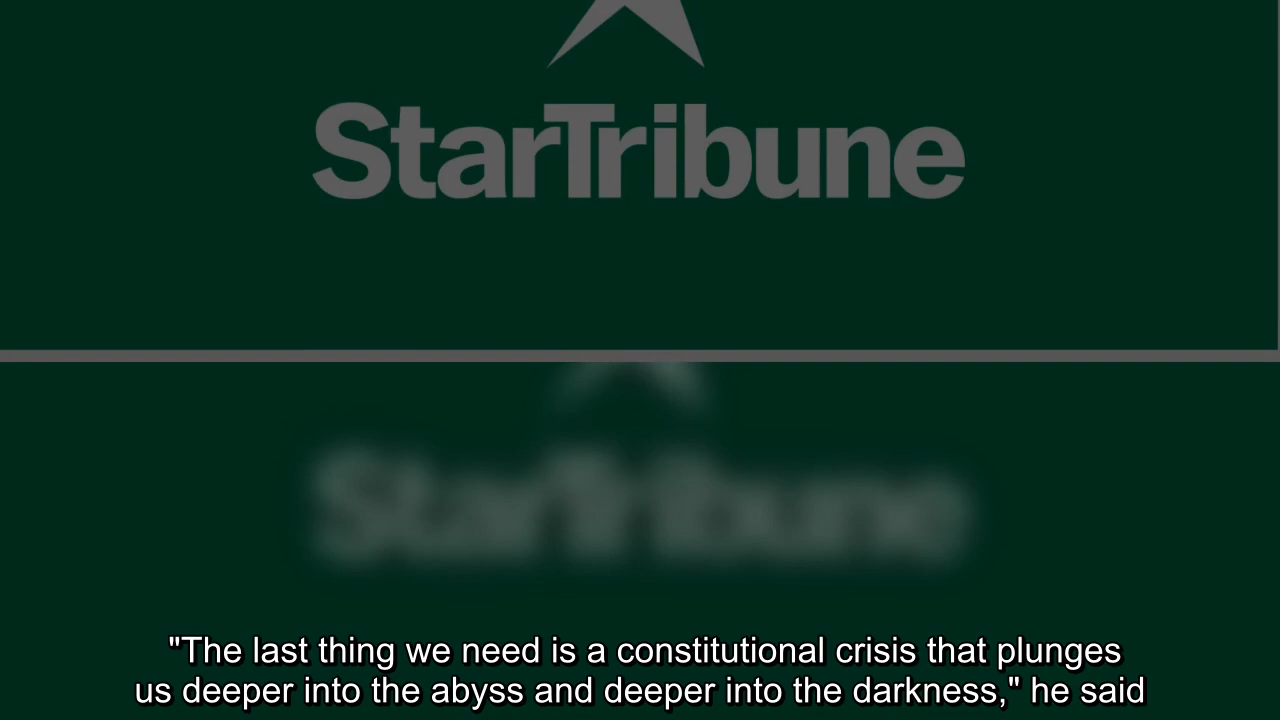 StarTribune
StarTribune
"The last thing we need is a constitutional crisis that plunges
us deeper into the abyss and deeper into the darkness," he said